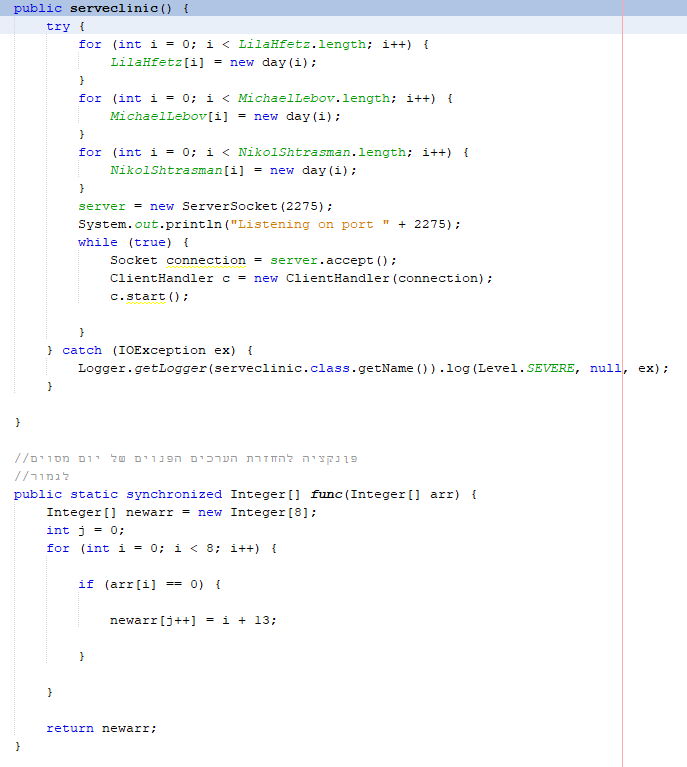 public serveclinic() {
try {
for (int i = 0; i < LilaHfetz.length; i++) {
LilaHfetz[i] = new day(i);
}
for (int i = 0; i < MichaelLebov.length; i++) {
MichaelLebov[i] = new day(i);
}
for (int i = 0; i < NikolShtrasman.length; i++) {
NikolShtrasman[i] = new day(i);
}
server = new ServerSocket(2275);
System.out.println("Listening on port " + 2275);
while (true) {
Socket connection = server.accept();
ClientHandler c = new ClientHandler(connection);
c.start();
}
} catch (IOException ex) {
Logger.getLogger(serveclinic.class.getName()).log(Level.SEVERE, null, ex);
}
}
//פונקציה להחזרת הערכים הפנוים של יום מסוים
//לגמור
public static synchronized Integer[] func(Integer[] arr) {
Integer[] newarr = new Integer[8];
int j = 0;
for (int i = 0; i < 8; i++) {
if (arr[i] == 0) {
newarr[j++] = i + 13;
}
}
return newarr;
}